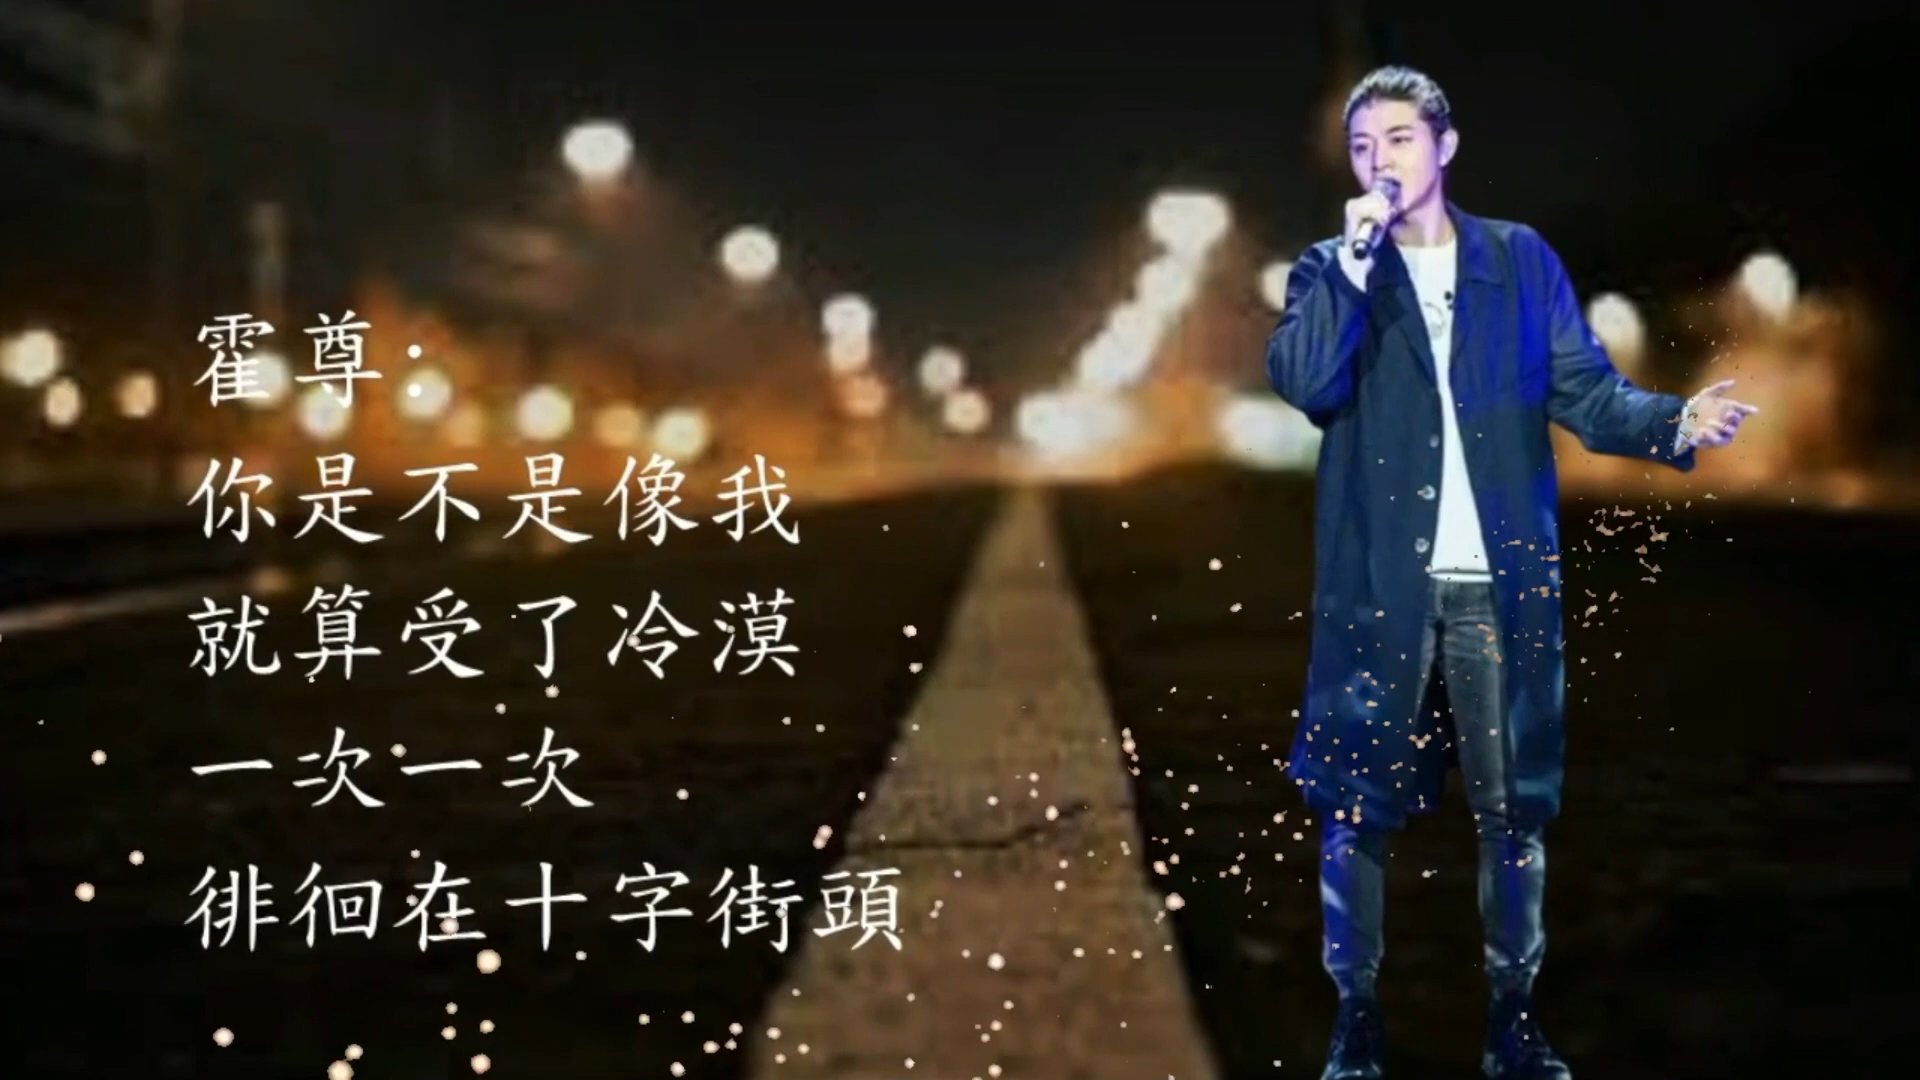 霍尊:
你是不是像我
就算受了冷漠
一次一次
徘徊在十字街頭